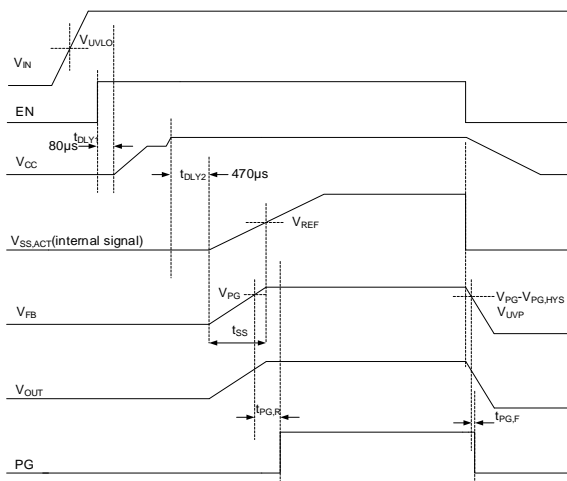 VUVLO
VIN
EN
tDLY1
80μs
VCC
tDLY2
470μs
VREF
VSS,ACT(internal signal)
VPG
VPG-VPG,HYS
VUVP
VFB
tSS
VOUT
tPG,R
tPG,F
PG